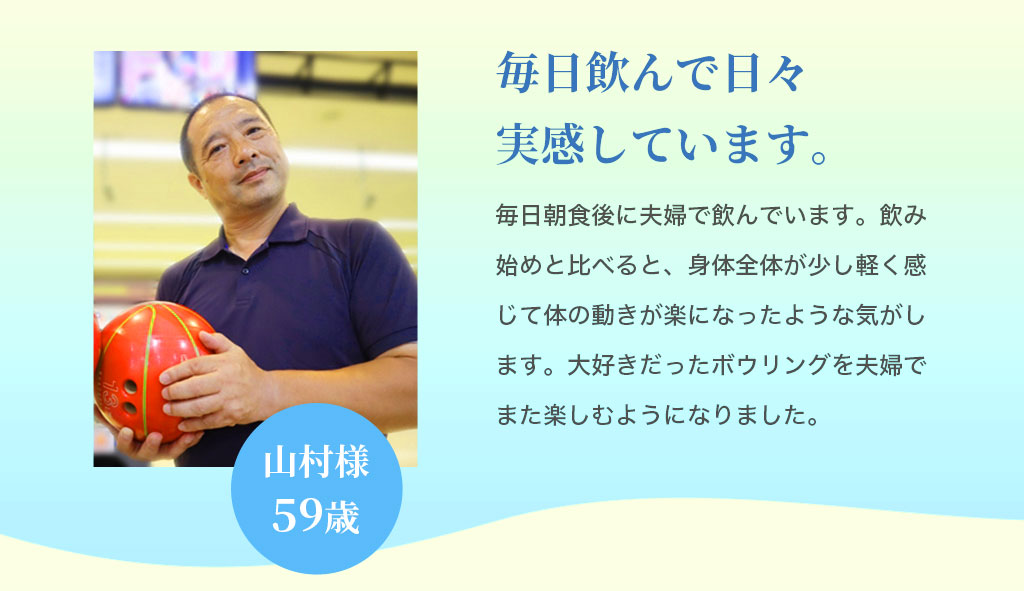 毎日飲んで日々
実感しています。
毎日朝食後に夫婦で飲んでいます。飲み
始めと比べると、身体全体が少し軽く感
じて体の動きが楽になったような気がし
ます。大好きだったボウリングを夫婦で
また楽しむようになりました。
山村様
59歳